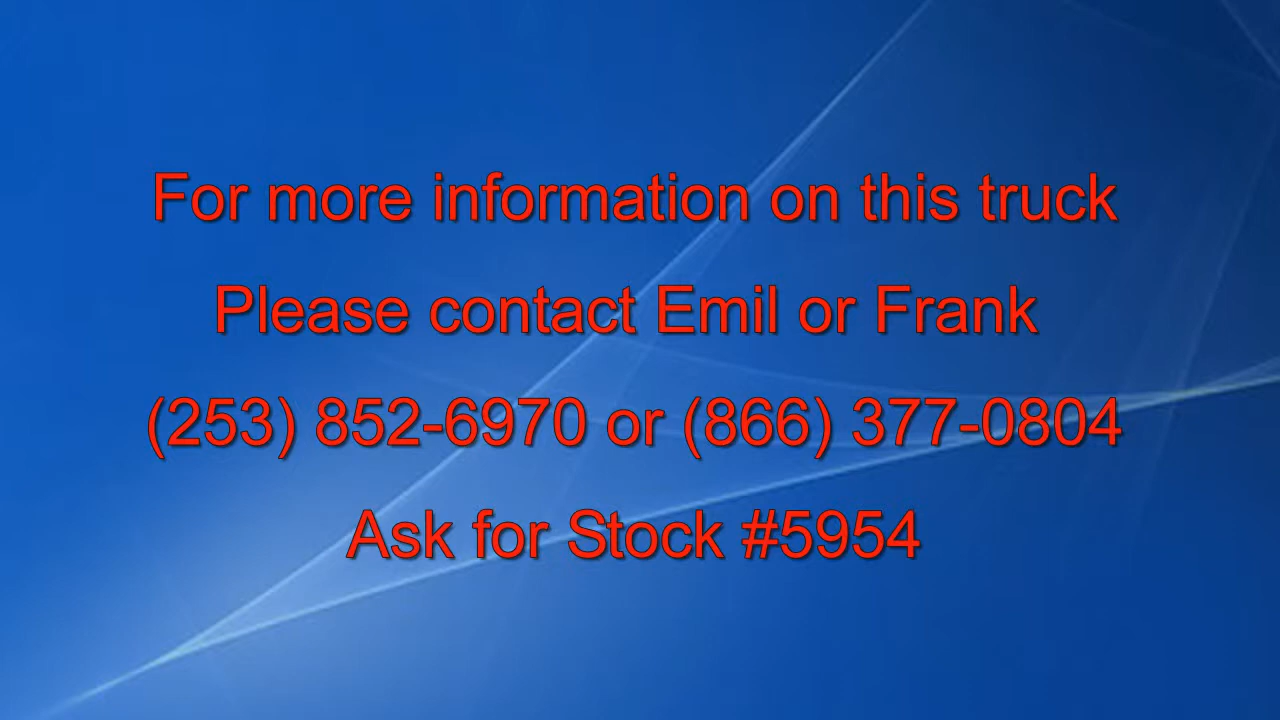 For more information on this truck
Please contact Emil or Frank
(253) 852-6970 or (866) 377-0804
Ask for Stock #5954